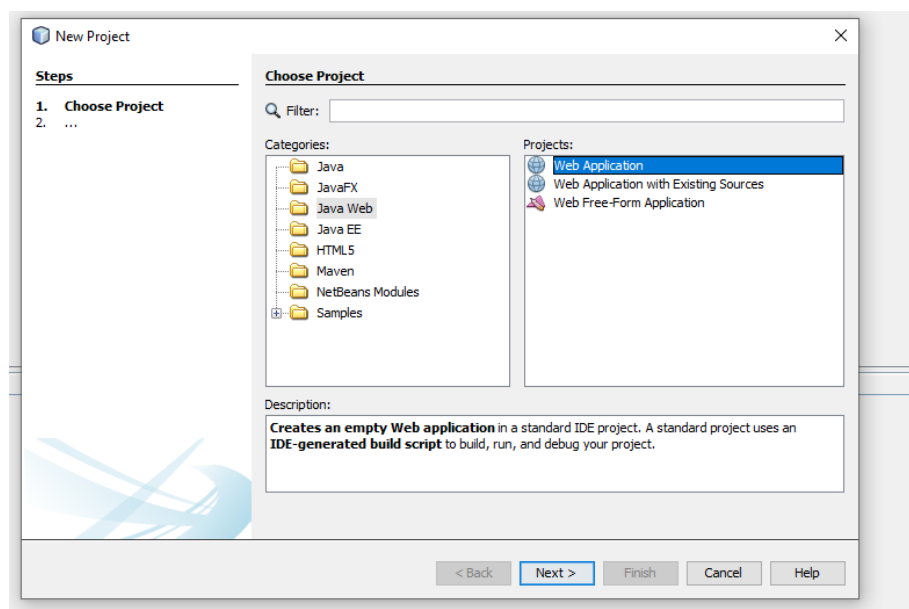 New Project
Steps
1. Choose Project
2. ...
Choose Project
Filter:
Categories:
Java
JavaFX
Java Web
Java EE
HTML5
Maven
NetBeans Modules
Samples
Projects:
Web Application
Web Application with Existing Sources
Web Free-Form Application
Description:
Creates an empty Web application in a standard IDE project. A standard project uses an
IDE-generated build script to build, run, and debug your project.
< Back Next > Finish Cancel Help